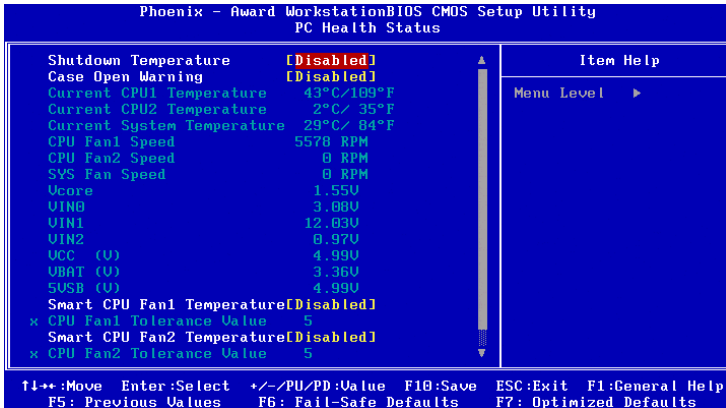 Phoenix - Award WorkstationBIOS CMOS Setup Utility
PC Health Status
Shutdown Temperature [Disabled]
Case Open Warning [Disabled]
Current CPU1 Temperature 43°C/109°F
Current CPU2 Temperature 2°C/ 35°F
Current System Temperature 29°C/ 84°F
CPU Fan1 Speed 5578 RPM
CPU Fan2 Speed 0 RPM
SYS Fan Speed 0 RPM
Vcore 1.55V
VIN0 3.08V
VIN1 12.03V
VIN2 0.97V
VCC (V) 4.99V
VBAT (V) 3.36V
5VSB (V) 4.99V
Smart CPU Fan1 Temperature[Disabled]
x CPU Fan1 Tolerance Value 5
Smart CPU Fan2 Temperature[Disabled]
x CPU Fan2 Tolerance Value 5
Item Help
Menu Level ►
↑↓→←:Move Enter:Select +/-/PU/PD:Value F10:Save ESC:Exit F1:General Help
F5: Previous Values F6: Fail-Safe Defaults F7: Optimized Defaults